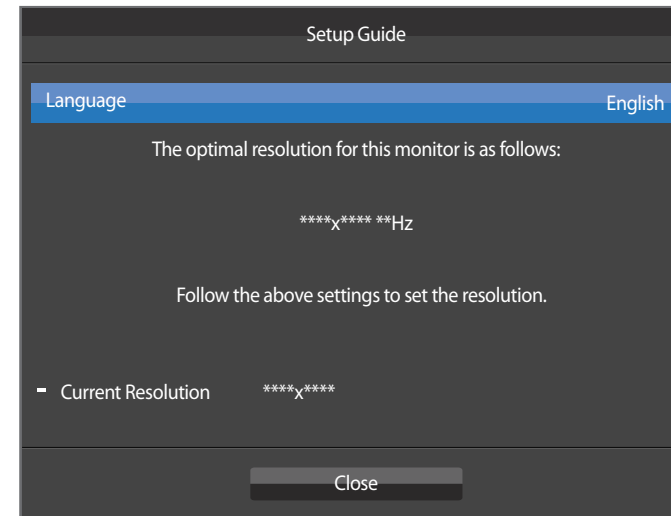 Setup Guide
Language English
The optimal resolution for this monitor is as follows:
****x**** **Hz
Follow the above settings to set the resolution.
- Current Resolution ****x****
Close